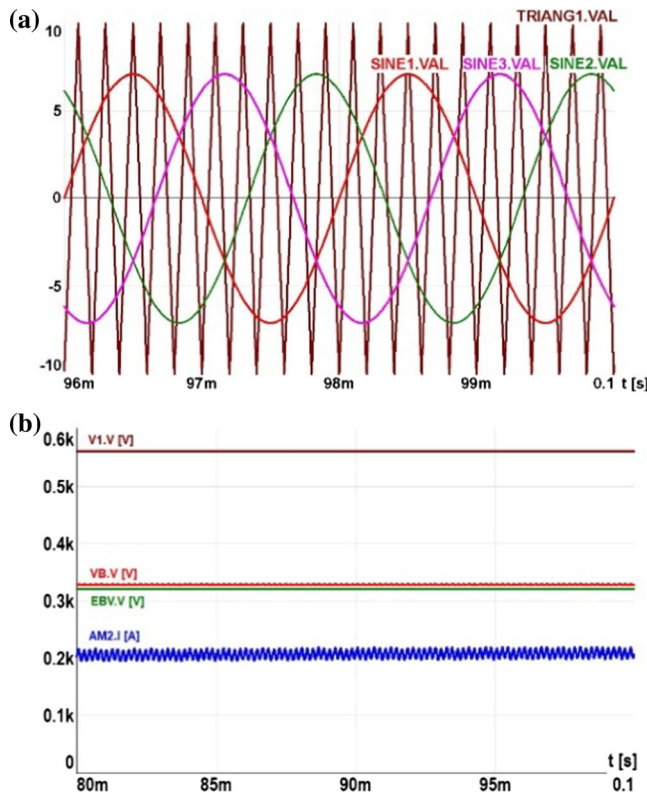 (a)
TRIANG1.VAL
10
SINE1.VAL SINE3.VAL SINE2.VAL
5
0
-5
-10
96m 97m 98m 99m 0.1 t [s]
(b)
0.6k
V1.V [V]
0.5k
0.4k
VB.V [V]
0.3k
EBV.V [V]
AM2.I [A]
0.2k
0.1k
0
t [s]
80m 85m 90m 95m 0.1